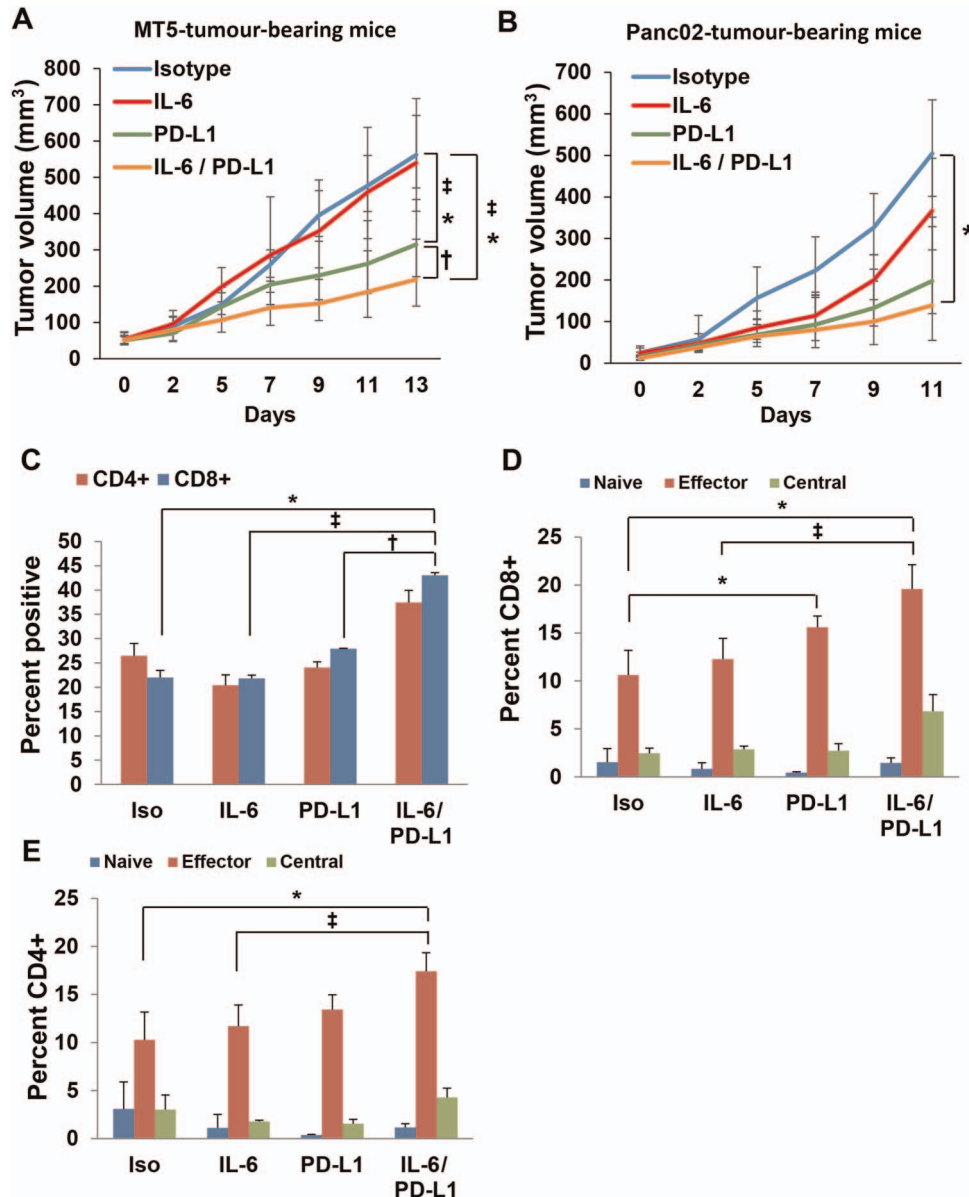 A
MT5-tumour-bearing mice
Tumor volume (mm³)
800
700
600
500
400
300
200
100
0
Isotype
IL-6
PD-L1
IL-6 / PD-L1
‡
*
†
‡
*
0 2 5 7 9 11 13
Days
B
Panc02-tumour-bearing mice
Tumor volume (mm³)
700
600
500
400
300
200
100
0
Isotype
IL-6
PD-L1
IL-6 / PD-L1
*
0 2 5 7 9 11
Days
C
CD4+ CD8+
*
‡
†
Percent positive
50
45
40
35
30
25
20
15
10
5
0
Iso IL-6 PD-L1 IL-6/
PD-L1
D
Naive Effector Central
*
‡
*
Percent CD8+
25
20
15
10
5
0
Iso IL-6 PD-L1 IL-6/
PD-L1
E
Naive Effector Central
*
‡
Percent CD4+
25
20
15
10
5
0
Iso IL-6 PD-L1 IL-6/
PD-L1